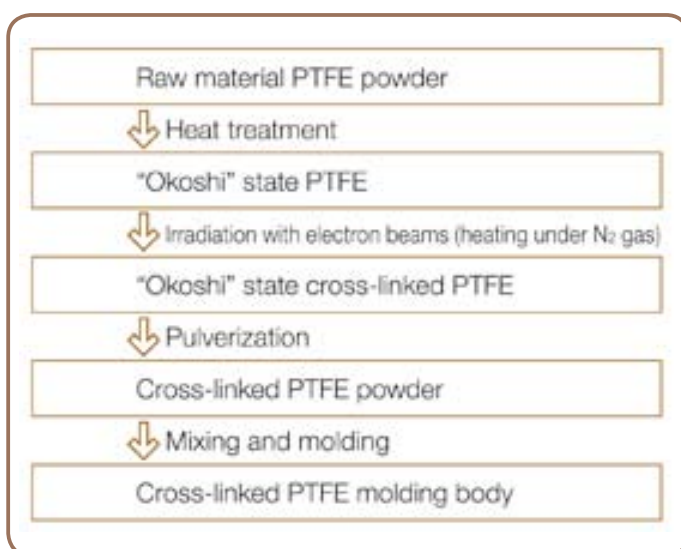 Raw material PTFE powder
Heat treatment
“Okoshi” state PTFE
Irradiation with electron beams (heating under N₂ gas)
“Okoshi” state cross-linked PTFE
Pulverization
Cross-linked PTFE powder
Mixing and molding
Cross-linked PTFE molding body